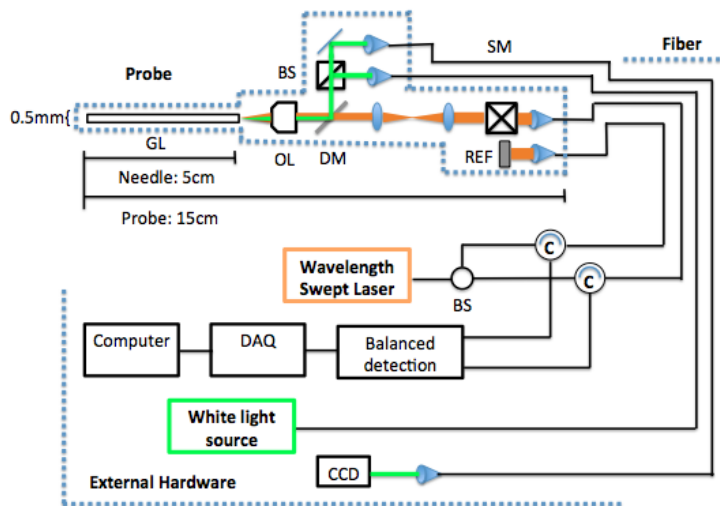 SM
Fiber
BS
Probe
0.5mm{
GL
OL
DM
REF
Needle: 5cm
Probe: 15cm
C
Wavelength
Swept Laser
C
BS
Computer
DAQ
Balanced
detection
White light
source
CCD
External Hardware